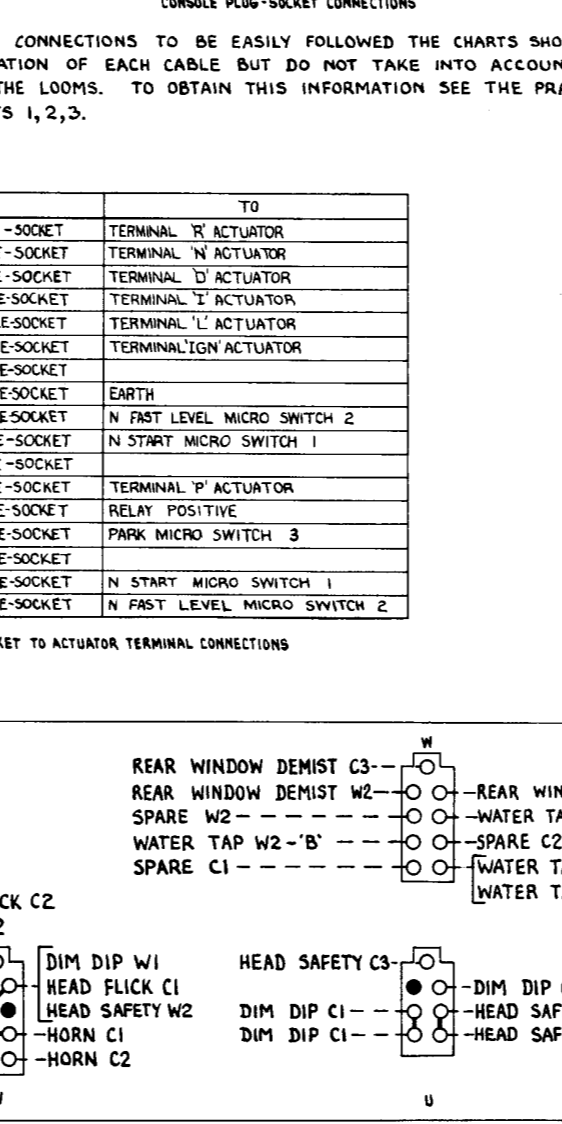 CONSOLE PLUG-SOCKET CONNECTIONS
CONNECTIONS TO BE EASILY FOLLOWED THE CHARTS SHO
ATION OF EACH CABLE BUT DO NOT TAKE INTO ACCOUN
THE LOOMS. TO OBTAIN THIS INFORMATION SEE THE PRA
S 1,2,3.
TO
-SOCKET TERMINAL 'R' ACTUATOR
-SOCKET TERMINAL 'N' ACTUATOR
E-SOCKET TERMINAL 'D' ACTUATOR
E-SOCKET TERMINAL 'I' ACTUATOR
E-SOCKET TERMINAL 'L' ACTUATOR
E-SOCKET TERMINAL 'IGN' ACTUATOR
E-SOCKET
E-SOCKET EARTH
E-SOCKET N FAST LEVEL MICRO SWITCH 2
E-SOCKET N START MICRO SWITCH 1
-SOCKET
-SOCKET TERMINAL 'P' ACTUATOR
E-SOCKET RELAY POSITIVE
E-SOCKET PARK MICRO SWITCH 3
E-SOCKET
E-SOCKET N START MICRO SWITCH 1
E-SOCKET N FAST LEVEL MICRO SWITCH 2
KET TO ACTUATOR TERMINAL CONNECTIONS
W
REAR WINDOW DEMIST C3
REAR WINDOW DEMIST W2 REAR WIN
SPARE W2 WATER TA
WATER TAP W2-'B' SPARE C2
SPARE C1 WATER TA
WATER T
CK C2
2
DIM DIP W1 HEAD SAFETY C3
HEAD FLICK C1 DIM DIP
HEAD SAFETY W2 DIM DIP C1 HEAD SAF
HORN C1 DIM DIP C1 HEAD SAF
HORN C2
U